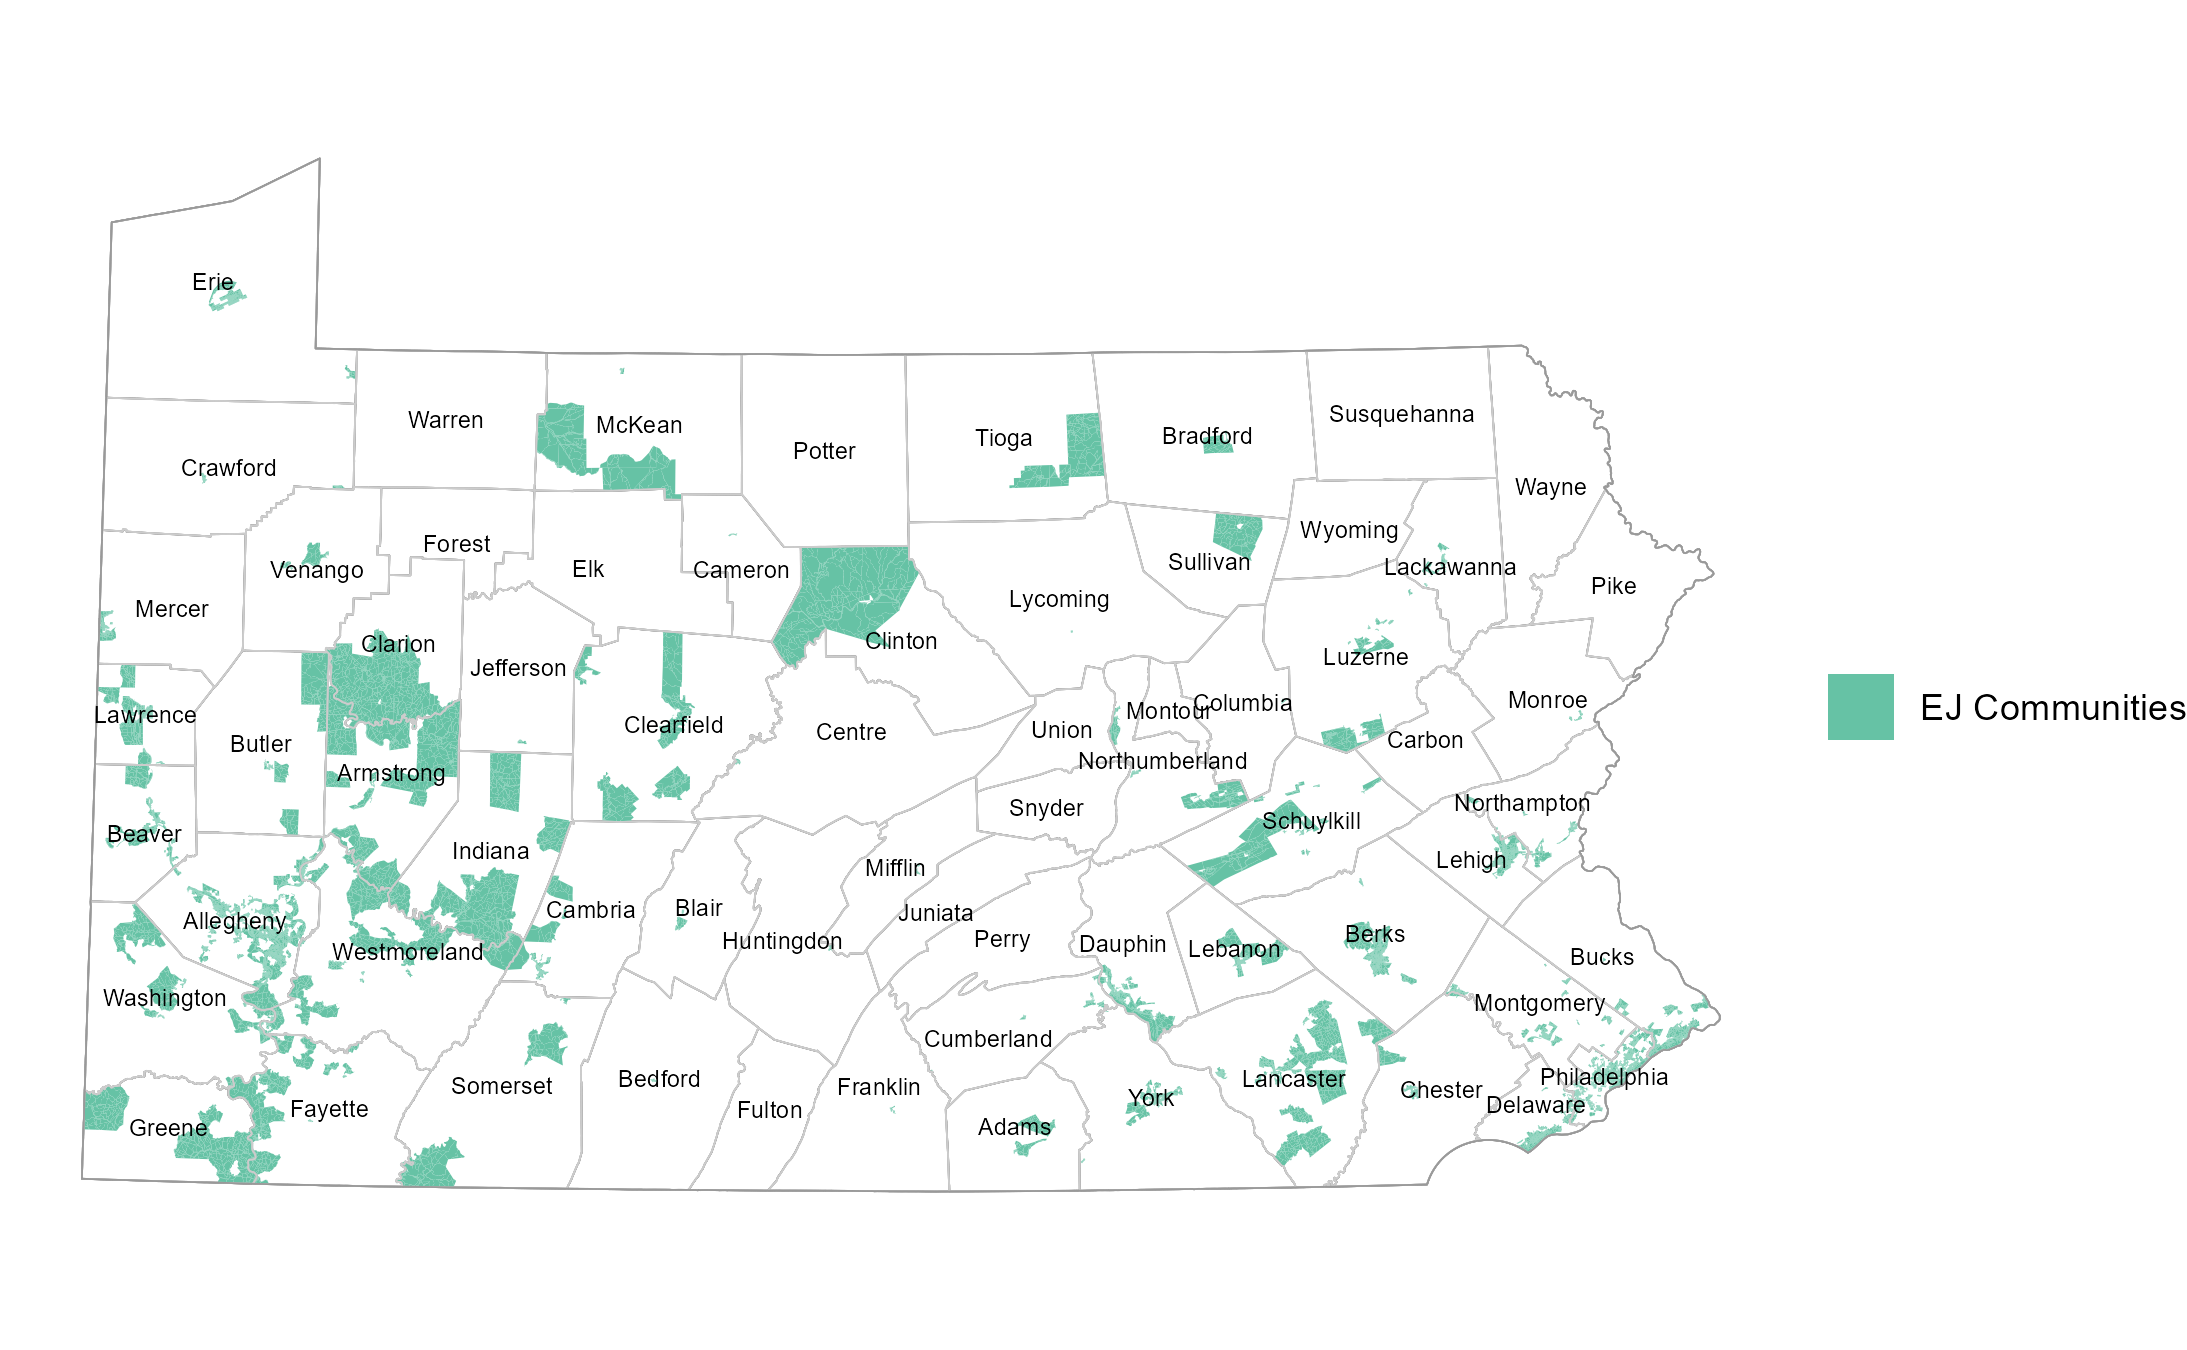 Erie
Warren
McKean
Potter
Tioga
Bradford
Susquehanna
Crawford
Wayne
Venango
Forest
Elk
Cameron
Sullivan
Wyoming
Lackawanna
Pike
Mercer
Clarion
Jefferson
Clinton
Lycoming
Luzerne
Lawrence
Butler
Clearfield
Centre
Union
Montour
Columbia
Monroe
EJ Communities
Armstrong
Northumberland
Carbon
Beaver
Indiana
Snyder
Schuylkill
Northampton
Lehigh
Allegheny
Cambria
Blair
Mifflin
Juniata
Westmoreland
Huntingdon
Perry
Dauphin
Lebanon
Berks
Bucks
Washington
Cumberland
Montgomery
Greene
Fayette
Somerset
Bedford
Fulton
Franklin
Adams
York
Lancaster
Chester
Delaware
Philadelphia